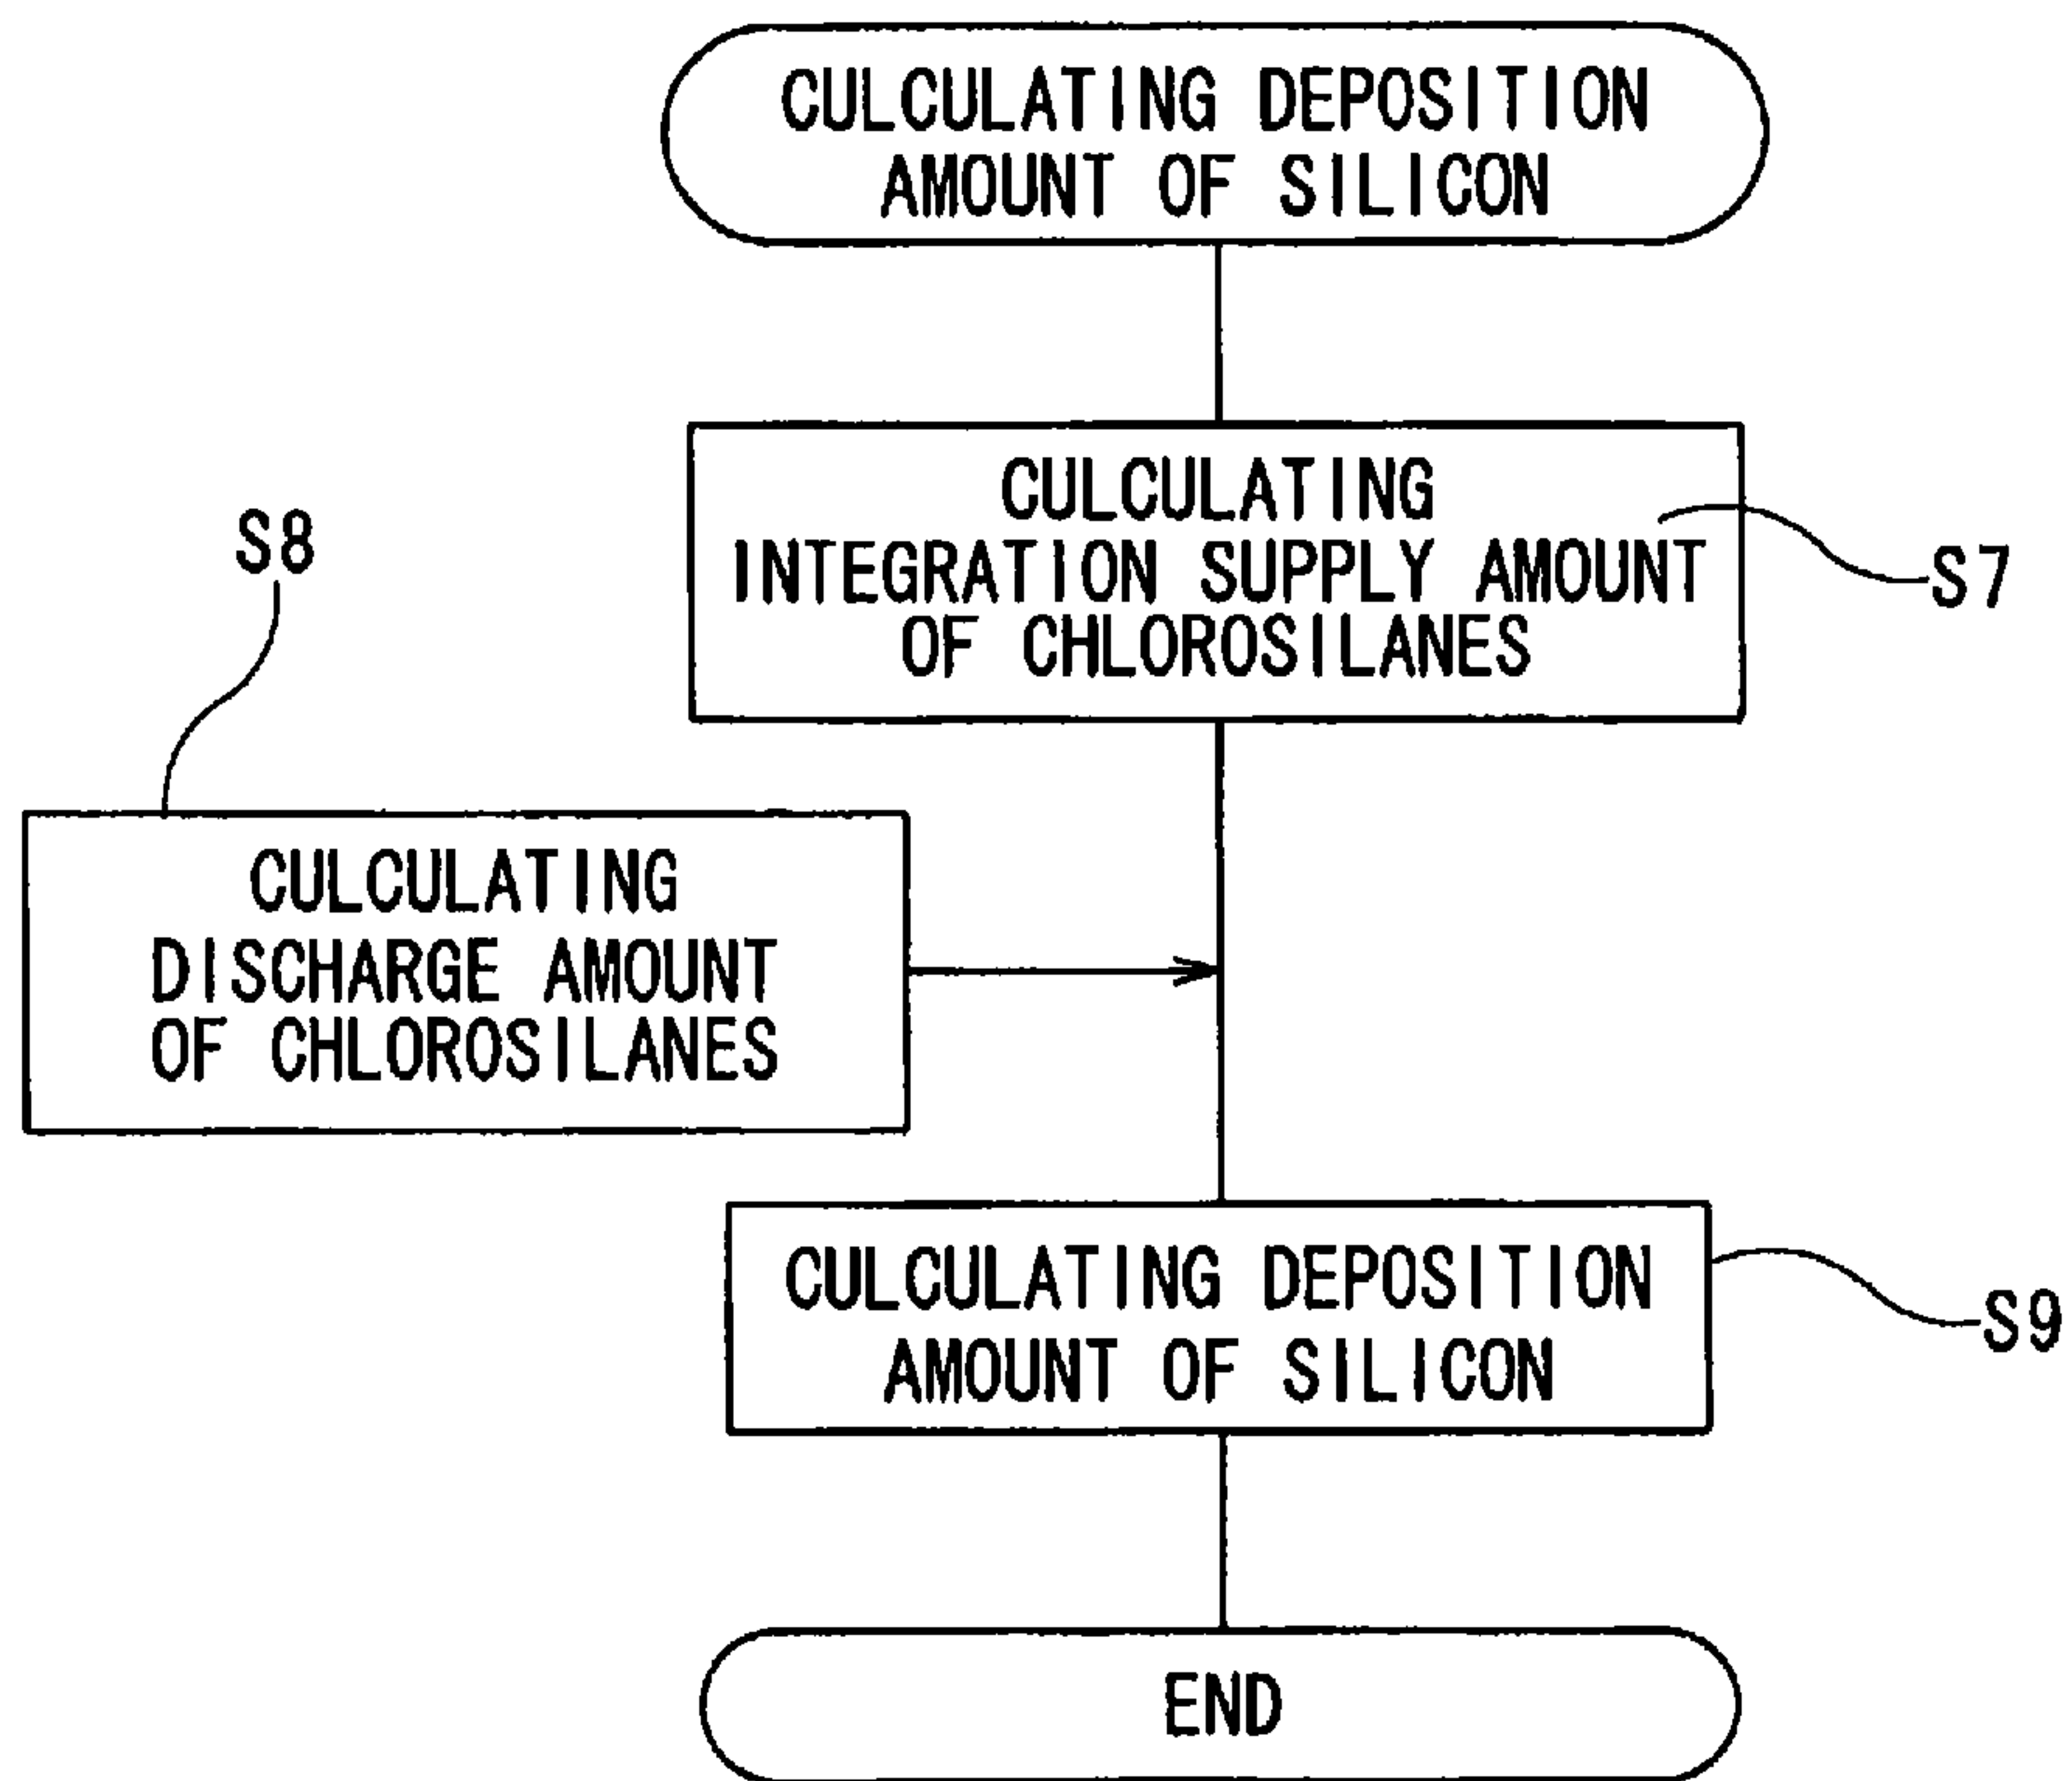 CULCULATING DEPOSITION
AMOUNT OF SILICON
CULCULATING
INTEGRATION SUPPLY AMOUNT
OF CHLOROSILANES
S7
S8
CULCULATING
DISCHARGE AMOUNT
OF CHLOROSILANES
CULCULATING DEPOSITION
AMOUNT OF SILICON
S9
END